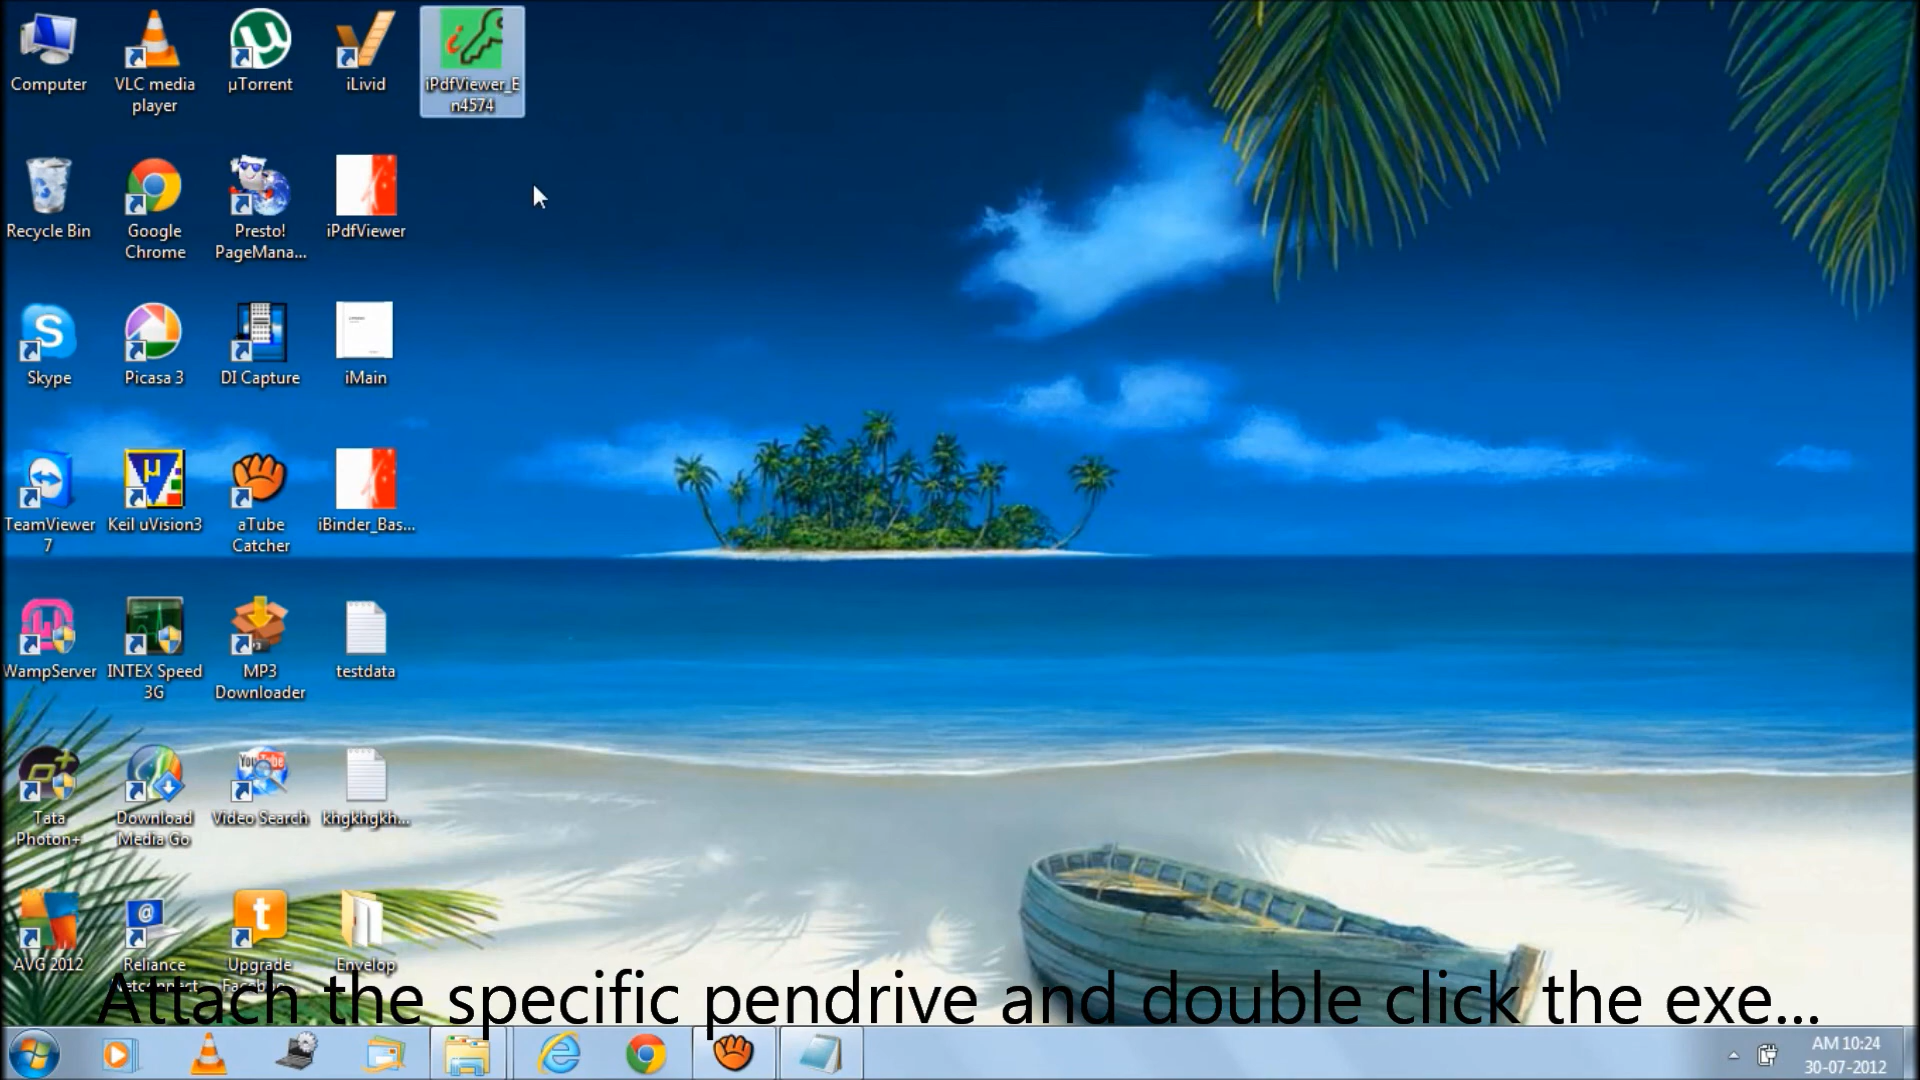 Computer
VLC media
player
µTorrent
iLivid
iPdfViewer_E
n4574
Recycle Bin
Google
Chrome
Presto!
PageMana...
iPdfViewer
Skype
Picasa 3
DI Capture
iMain
TeamViewer
7
Keil uVision3
aTube
Catcher
iBinder_Bas...
WampServer
INTEX Speed
3G
MP3
Downloader
testdata
Tata
Photon+
Download
Media Go
Video Search
khgkhgkh...
AVG 2012
Reliance
Upgrade
Envelop
Attach the specific pendrive and double click the exe...
AM 10:24
30-07-2012